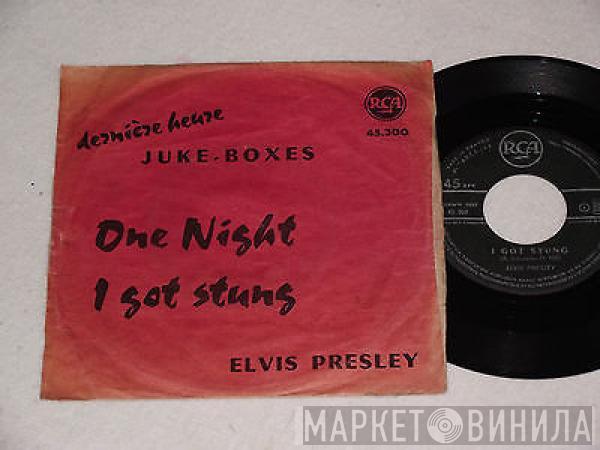 dernière heure
JUKE-BOXES
RCA
45.300
One Night
I got stung
ELVIS PRESLEY
RCA
45
I GOT STUNG
ELVIS PRESLEY
МАРКЕТ ВИНИЛА